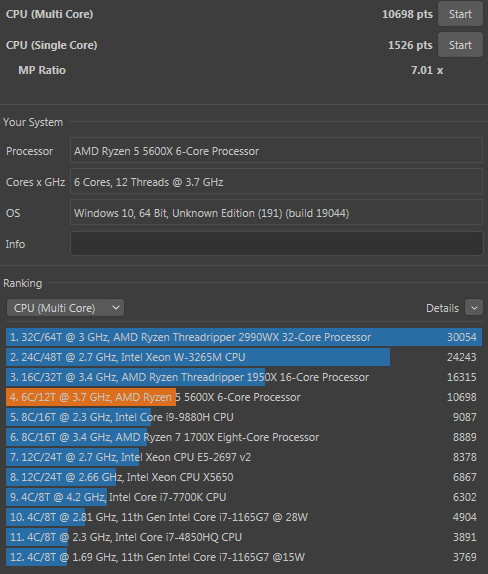 CPU (Multi Core) 10698 pts Start
CPU (Single Core) 1526 pts Start
MP Ratio 7.01 x
Your System
Processor AMD Ryzen 5 5600X 6-Core Processor
Cores x GHz 6 Cores, 12 Threads @ 3.7 GHz
OS Windows 10, 64 Bit, Unknown Edition (191) (build 19044)
Info
Ranking
CPU (Multi Core) Details
1. 32C/64T @ 3 GHz, AMD Ryzen Threadripper 2990WX 32-Core Processor 30054
2. 24C/48T @ 2.7 GHz, Intel Xeon W-3265M CPU 24243
3. 16C/32T @ 3.4 GHz, AMD Ryzen Threadripper 1950X 16-Core Processor 16315
4. 6C/12T @ 3.7 GHz, AMD Ryzen 5 5600X 6-Core Processor 10698
5. 8C/16T @ 2.3 GHz, Intel Core i9-9880H CPU 9087
6. 8C/16T @ 3.4 GHz, AMD Ryzen 7 1700X Eight-Core Processor 8889
7. 12C/24T @ 2.7 GHz, Intel Xeon CPU E5-2697 v2 8378
8. 12C/24T @ 2.66 GHz, Intel Xeon CPU X5650 6867
9. 4C/8T @ 4.2 GHz, Intel Core i7-7700K CPU 6302
10. 4C/8T @ 2.81 GHz, 11th Gen Intel Core i7-1165G7 @ 28W 4904
11. 4C/8T @ 2.3 GHz, Intel Core i7-4850HQ CPU 3891
12. 4C/8T @ 1.69 GHz, 11th Gen Intel Core i7-1165G7 @15W 3769